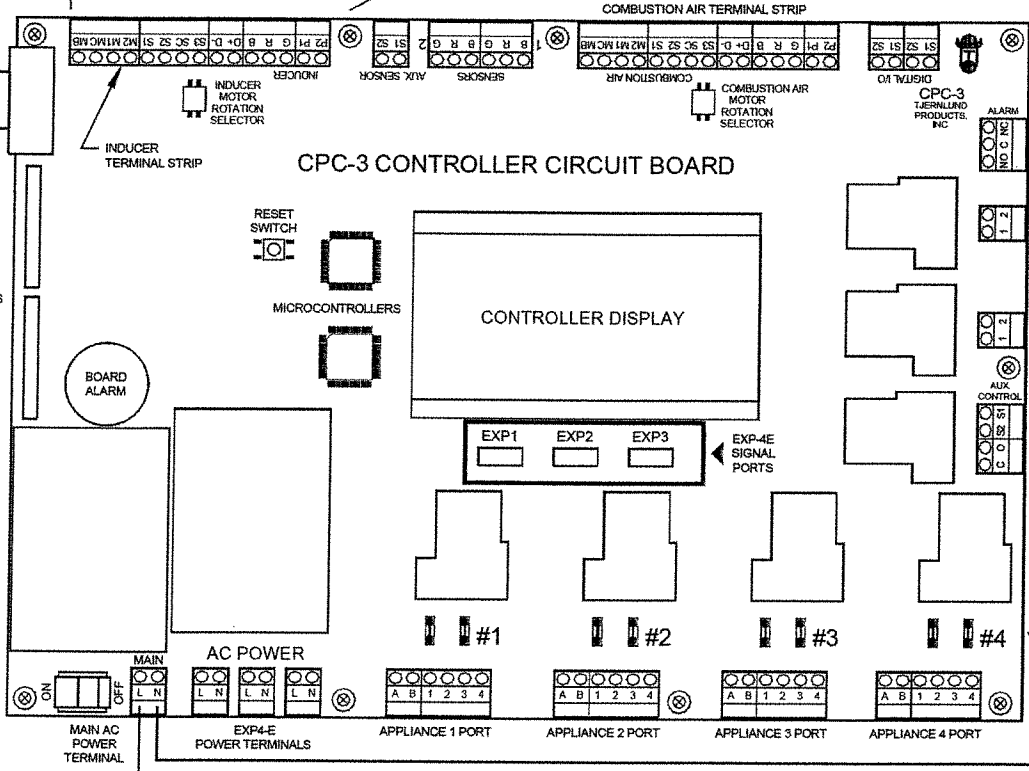 COMBUSTION AIR TERMINAL STRIP
MB MC M1 M2 S1 S2 SC S3 D- D+ B R G P1 P2
INDUCER
S2 S1
AUX. SENSOR
2
G R B G R B
SENSORS
1
MB MC M1 M2 S1 S2 SC S3 D- D+ B R G P1 P2
COMBUSTION AIR
S2 S1 S2 S1
DIGITAL I/O
INDUCER
MOTOR
ROTATION
SELECTOR
COMBUSTION AIR
MOTOR
ROTATION
SELECTOR
CPC-3
TJERNLUND
PRODUCTS,
INC
ALARM
NO C NC
INDUCER
TERMINAL STRIP
CPC-3 CONTROLLER CIRCUIT BOARD
1 2
RESET
SWITCH
MICROCONTROLLERS
CONTROLLER DISPLAY
1 2
BOARD
ALARM
AUX.
CONTROL
C O S2 S1
EXP1 EXP2 EXP3
EXP-4E
SIGNAL
PORTS
#1 #2 #3 #4
MAIN
AC POWER
ON OFF
L N
L N L N L N
A B 1 2 3 4
A B 1 2 3 4
A B 1 2 3 4
A B 1 2 3 4
MAIN AC
POWER
TERMINAL
EXP4-E
POWER TERMINALS
APPLIANCE 1 PORT
APPLIANCE 2 PORT
APPLIANCE 3 PORT
APPLIANCE 4 PORT